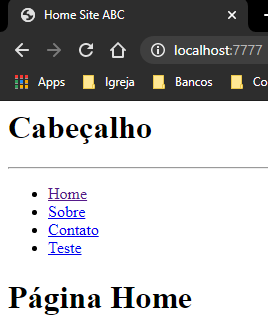 Home Site ABC
localhost:7777
Apps Igreja Bancos Co
Cabeçalho
Home
Sobre
Contato
Teste
Página Home